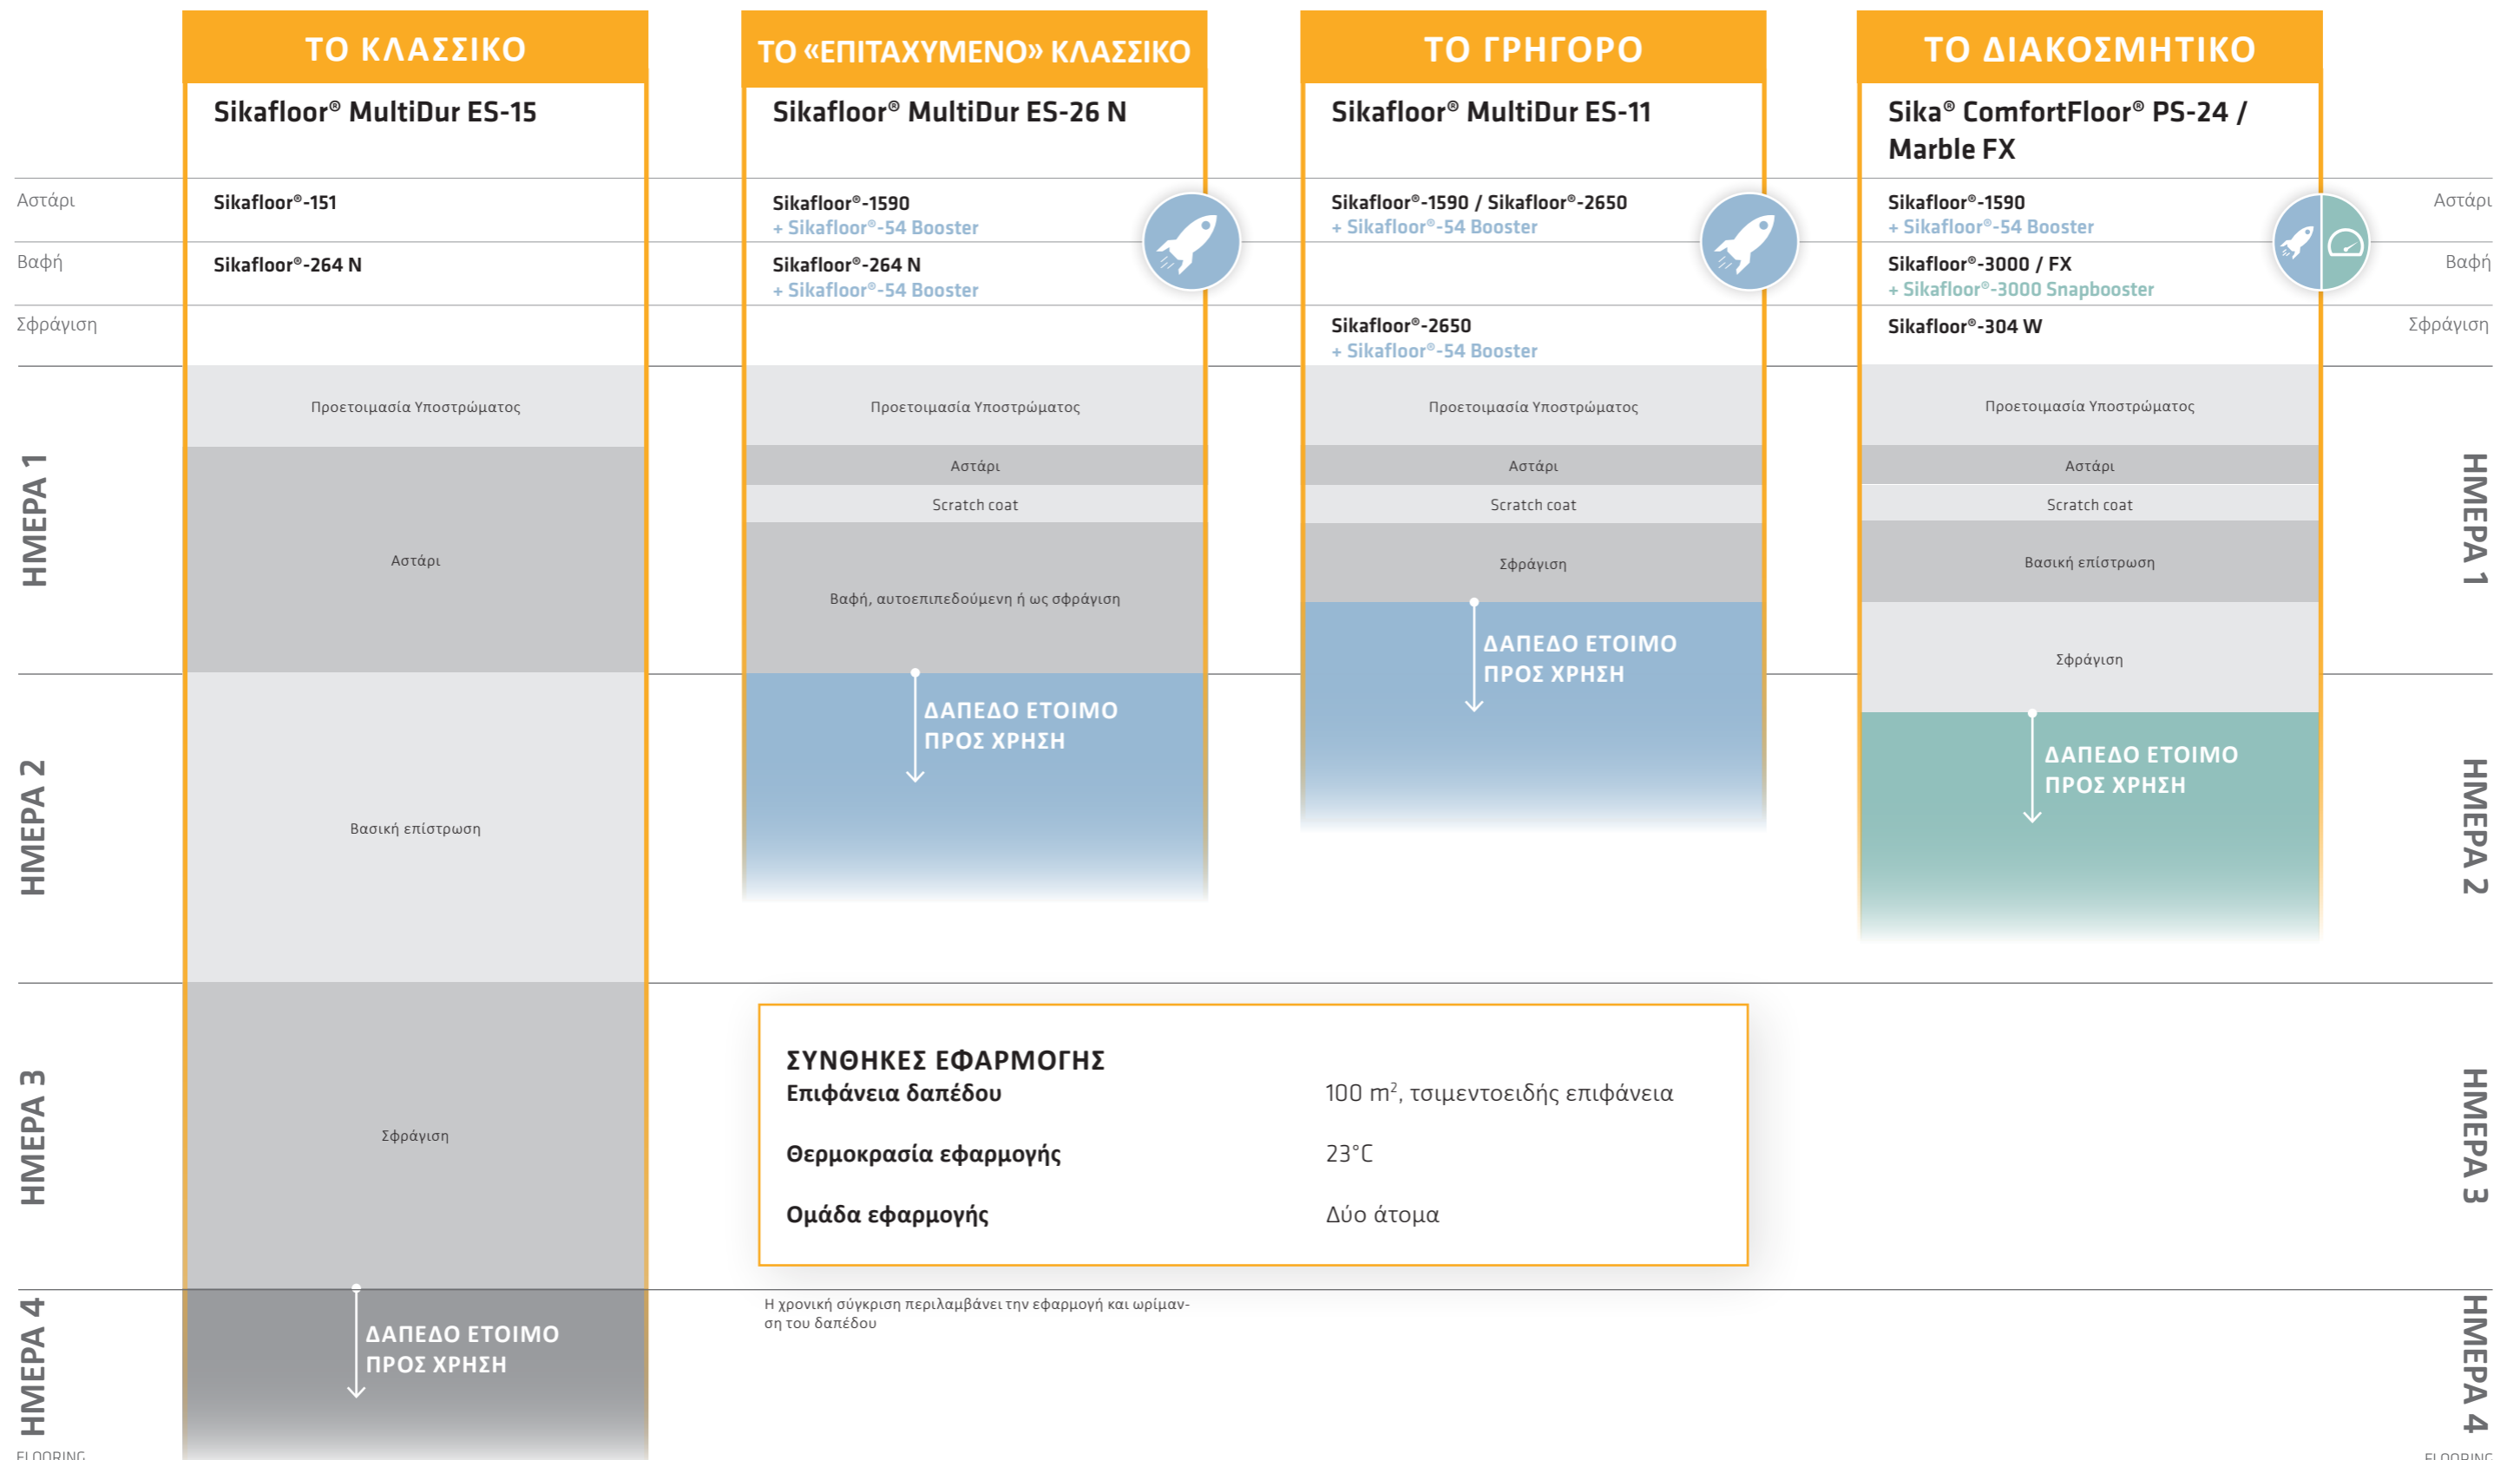 ΤΟ ΚΛΑΣΣΙΚΟ
Sikafloor® MultiDur ES-15
ΤΟ «ΕΠΙΤΑΧΥΜΕΝΟ» ΚΛΑΣΣΙΚΟ
Sikafloor® MultiDur ES-26 N
ΤΟ ΓΡΗΓΟΡΟ
Sikafloor® MultiDur ES-11
ΤΟ ΔΙΑΚΟΣΜΗΤΙΚΟ
Sika® ComfortFloor® PS-24 /
Marble FX
Αστάρι
Sikafloor®-151
Sikafloor®-1590
+ Sikafloor®-54 Booster
Sikafloor®-1590 / Sikafloor®-2650
+ Sikafloor®-54 Booster
Sikafloor®-1590
+ Sikafloor®-54 Booster
Αστάρι
Βαφή
Sikafloor®-264 N
Sikafloor®-264 N
+ Sikafloor®-54 Booster
Sikafloor®-3000 / FX
+ Sikafloor®-3000 Snapbooster
Βαφή
Σφράγιση
Sikafloor®-2650
+ Sikafloor®-54 Booster
Sikafloor®-304 W
Σφράγιση
ΗΜΕΡΑ 1
ΗΜΕΡΑ 2
ΗΜΕΡΑ 3
ΗΜΕΡΑ 4
Προετοιμασία Υποστρώματος
Αστάρι
Βασική επίστρωση
Σφράγιση
ΔΑΠΕΔΟ ΕΤΟΙΜΟ
ΠΡΟΣ ΧΡΗΣΗ
Προετοιμασία Υποστρώματος
Αστάρι
Scratch coat
Βαφή, αυτοεπιπεδούμενη ή ως σφράγιση
ΔΑΠΕΔΟ ΕΤΟΙΜΟ
ΠΡΟΣ ΧΡΗΣΗ
Προετοιμασία Υποστρώματος
Αστάρι
Scratch coat
Σφράγιση
ΔΑΠΕΔΟ ΕΤΟΙΜΟ
ΠΡΟΣ ΧΡΗΣΗ
Προετοιμασία Υποστρώματος
Αστάρι
Scratch coat
Βασική επίστρωση
Σφράγιση
ΔΑΠΕΔΟ ΕΤΟΙΜΟ
ΠΡΟΣ ΧΡΗΣΗ
ΗΜΕΡΑ 1
ΗΜΕΡΑ 2
ΗΜΕΡΑ 3
ΗΜΕΡΑ 4
ΣΥΝΘΗΚΕΣ ΕΦΑΡΜΟΓΗΣ
Επιφάνεια δαπέδου 100 m², τσιμεντοειδής επιφάνεια
Θερμοκρασία εφαρμογής 23°C
Ομάδα εφαρμογής Δύο άτομα
Η χρονική σύγκριση περιλαμβάνει την εφαρμογή και ωρίμαν-
ση του δαπέδου
FLOORING
FLOORING